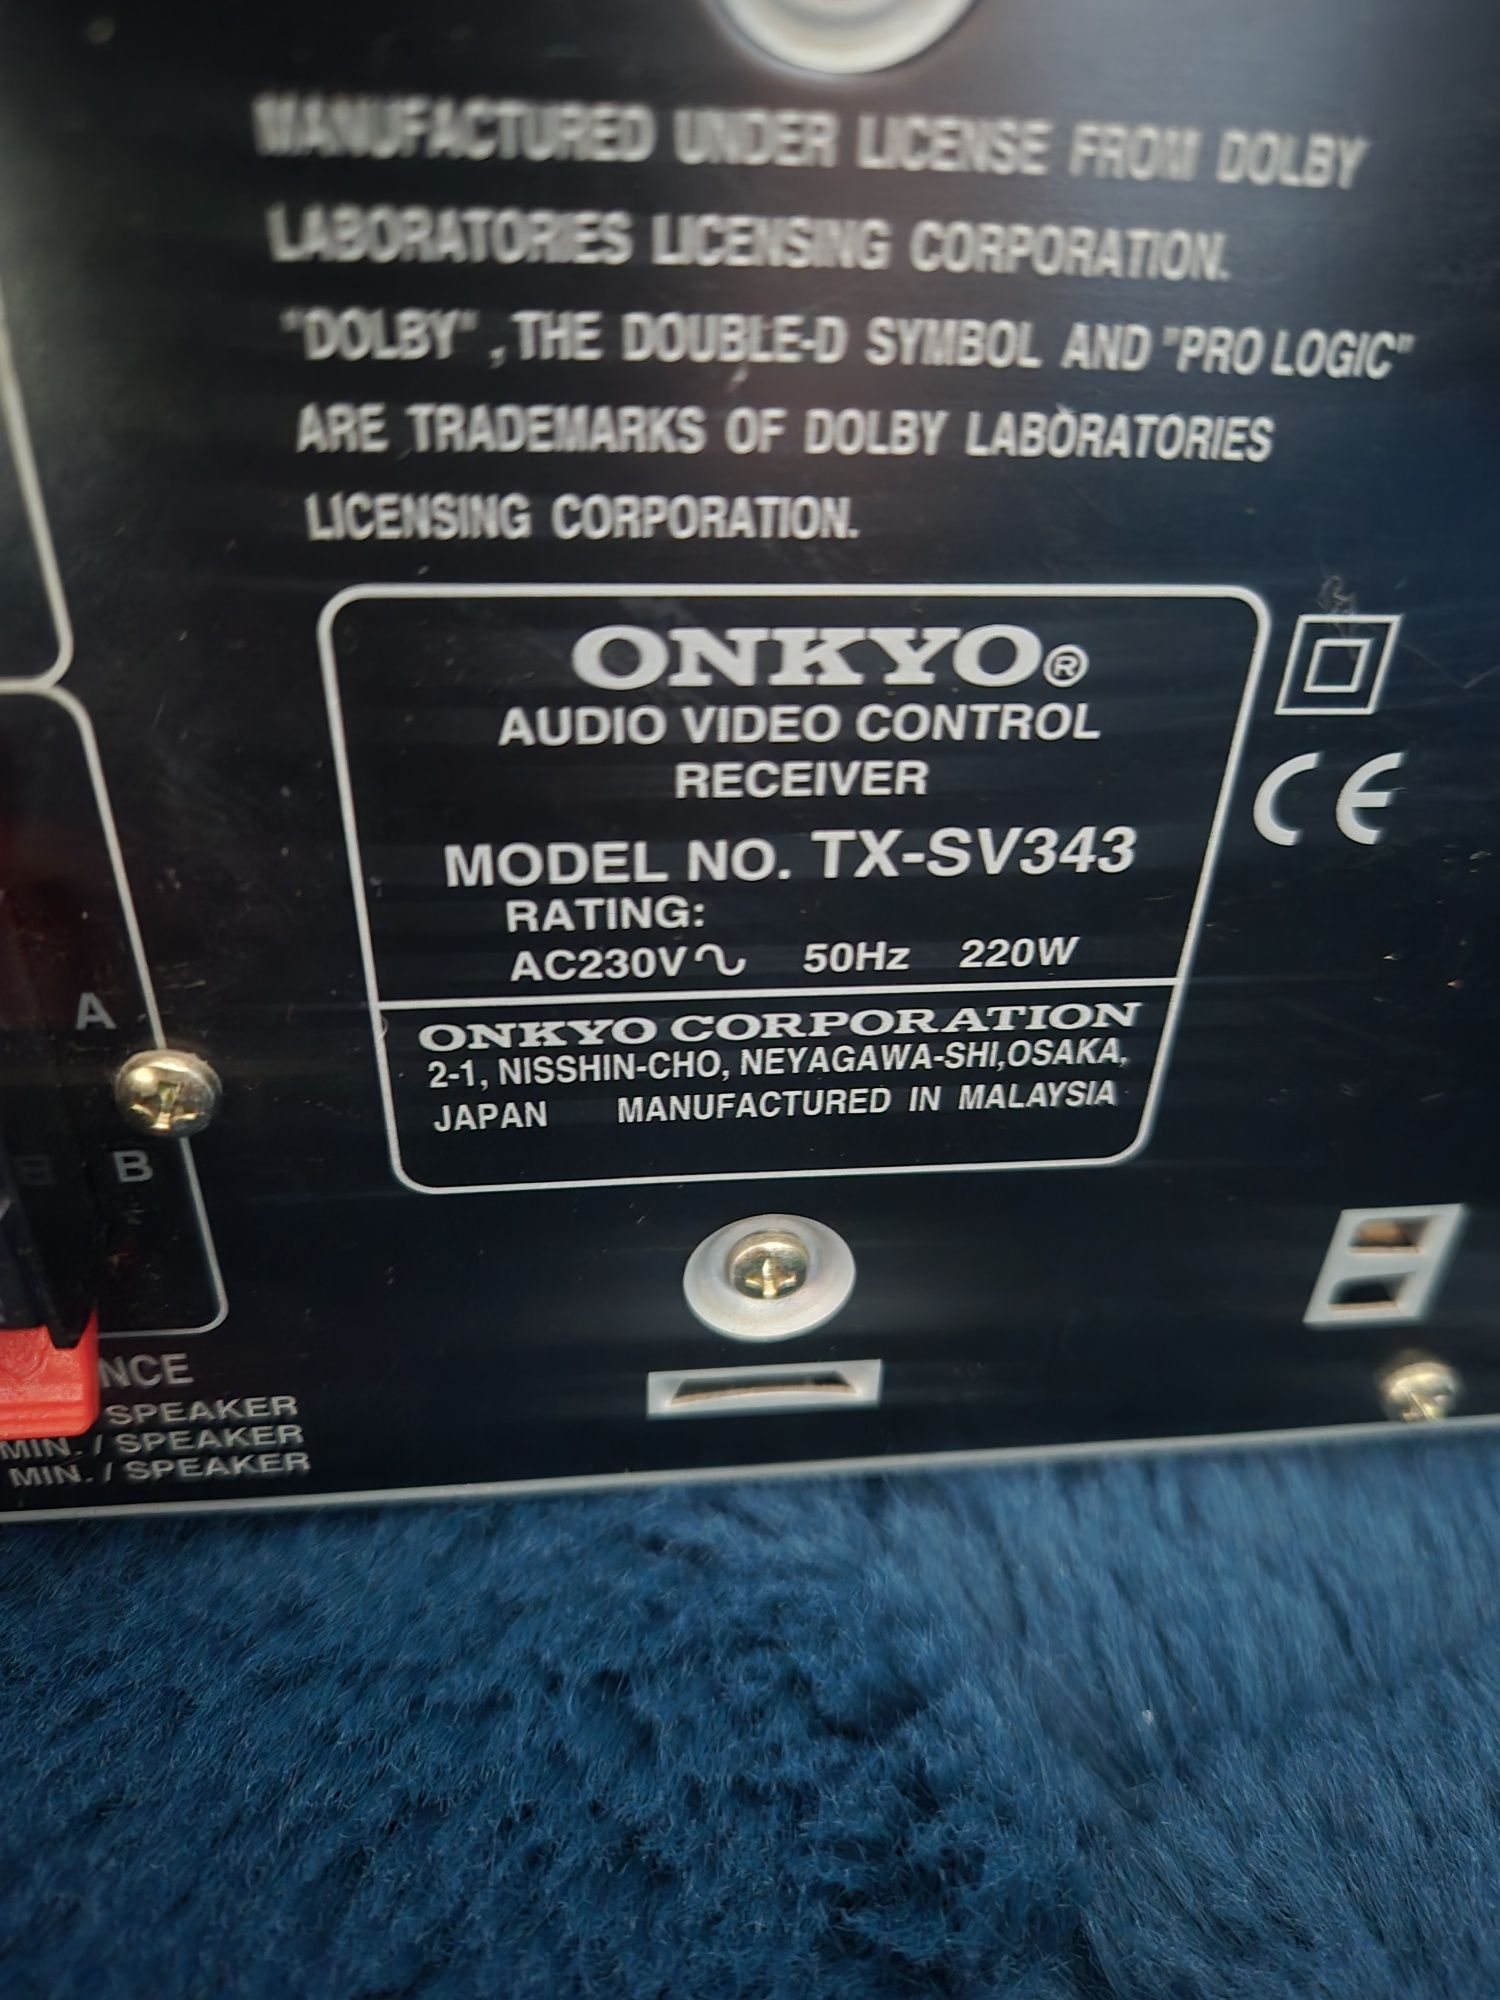 MANUFACTURED UNDER LICENSE FROM DOLBY
LABORATORIES LICENSING CORPORATION.
"DOLBY", THE DOUBLE-D SYMBOL AND "PRO LOGIC"
ARE TRADEMARKS OF DOLBY LABORATORIES
LICENSING CORPORATION.
ONKYO®
AUDIO VIDEO CONTROL
RECEIVER
MODEL NO. TX-SV343
RATING:
AC230V∿ 50Hz 220W
ONKYO CORPORATION
2-1, NISSHIN-CHO, NEYAGAWA-SHI, OSAKA,
JAPAN MANUFACTURED IN MALAYSIA
CE
A
B
NCE
SPEAKER
MIN. / SPEAKER
MIN. / SPEAKER